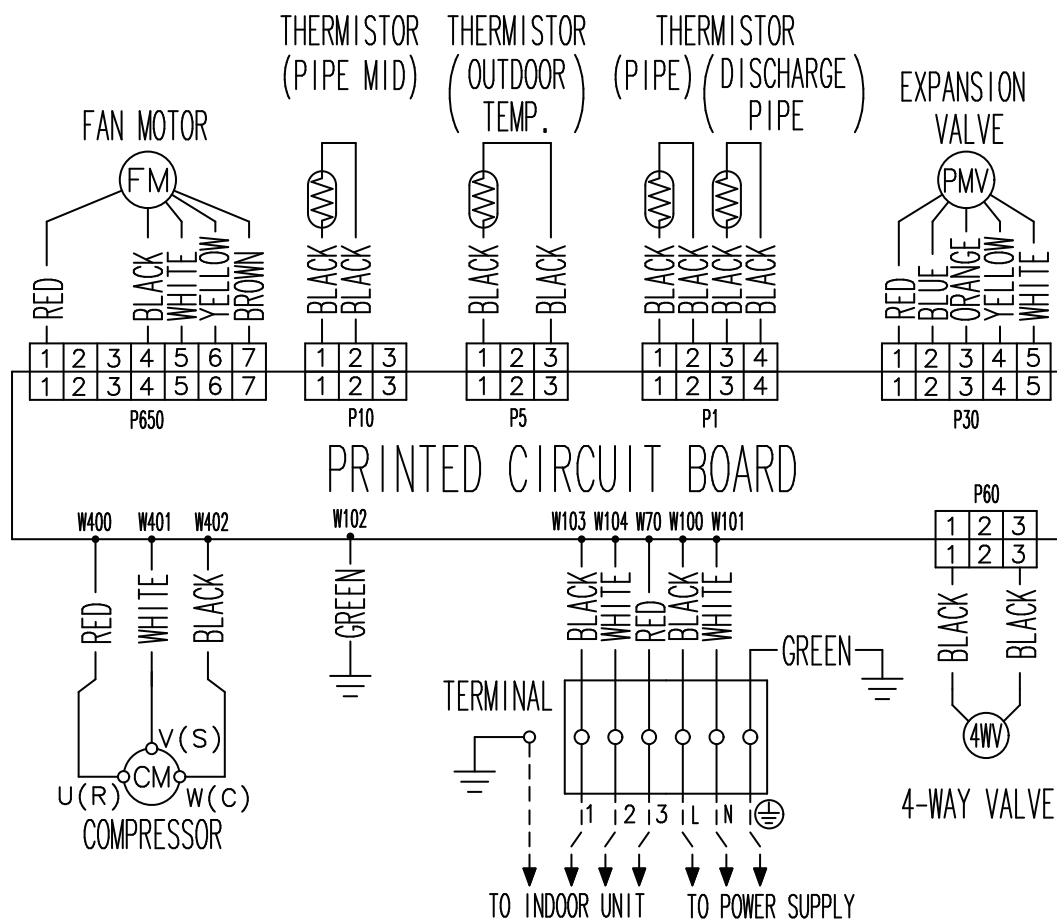 THERMISTOR THERMISTOR THERMISTOR
(PIPE MID) (OUTDOOR TEMP.) (PIPE) (DISCHARGE PIPE)
EXPANSION
VALVE
FAN MOTOR
FM PMV
RED BLACK WHITE YELLOW BROWN
BLACK BLACK
BLACK BLACK
BLACK BLACK BLACK BLACK
RED BLUE ORANGE YELLOW WHITE
1 2 3 4 5 6 7 1 2 3 1 2 3 1 2 3 4 1 2 3 4 5
1 2 3 4 5 6 7 1 2 3 1 2 3 1 2 3 4 1 2 3 4 5
P650 P10 P5 P1 P30
PRINTED CIRCUIT BOARD
P60
W400 W401 W402 W102 W103 W104 W70 W100 W101
1 2 3
1 2 3
RED WHITE BLACK GREEN BLACK WHITE RED BLACK WHITE
BLACK BLACK
GREEN
TERMINAL
4WV
V(S)
CM
U(R) W(C)
COMPRESSOR
4-WAY VALVE
1 2 3 L N
TO INDOOR UNIT TO POWER SUPPLY